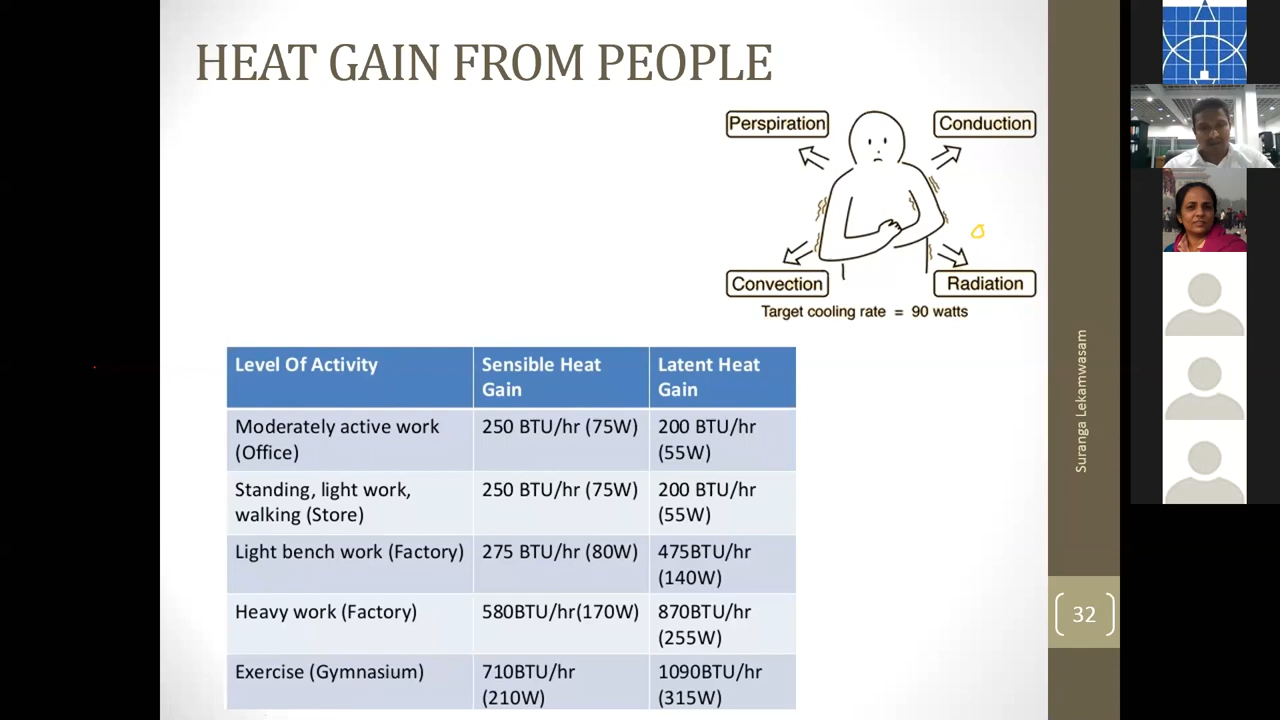 HEAT GAIN FROM PEOPLE
Perspiration
Conduction
Convection
Radiation
Target cooling rate = 90 watts
Level Of Activity
Sensible Heat
Gain
Latent Heat
Gain
Moderately active work
(Office)
250 BTU/hr (75W)
200 BTU/hr
(55W)
Standing, light work,
walking (Store)
250 BTU/hr (75W)
200 BTU/hr
(55W)
Light bench work (Factory)
275 BTU/hr (80W)
475BTU/hr
(140W)
Heavy work (Factory)
580BTU/hr(170W)
870BTU/hr
(255W)
Exercise (Gymnasium)
710BTU/hr
(210W)
1090BTU/hr
(315W)
Suranga Lekamwasam
32